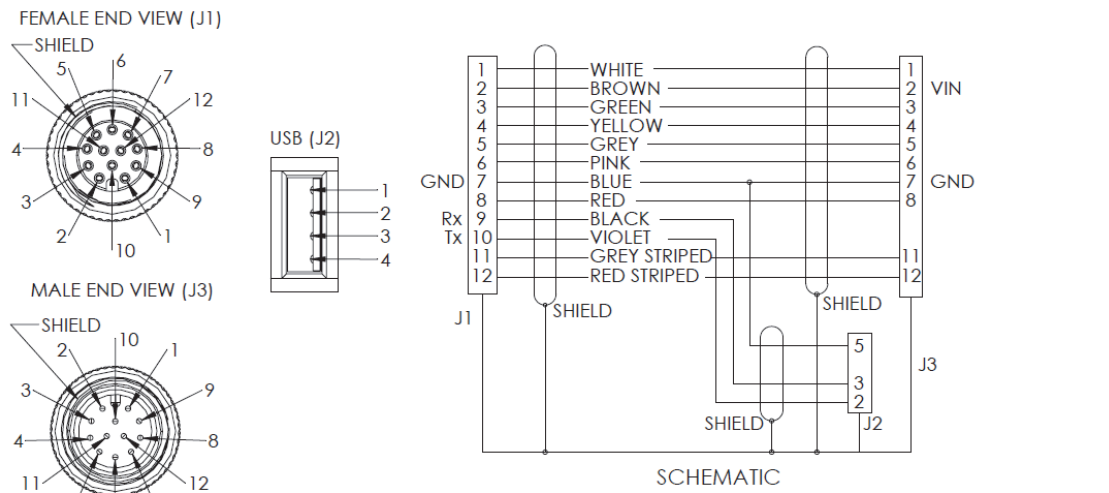 FEMALE END VIEW (J1)
SHIELD
5
6
7
11
12
4
8
3
9
2
1
10
USB (J2)
1
2
3
4
MALE END VIEW (J3)
SHIELD
2
10
1
3
9
4
8
11
12
1 WHITE 1
2 BROWN 2 VIN
3 GREEN 3
4 YELLOW 4
5 GREY 5
6 PINK 6
GND 7 BLUE 7 GND
8 RED 8
Rx 9 BLACK
Tx 10 VIOLET
11 GREY STRIPED 11
12 RED STRIPED 12
SHIELD
SHIELD
J1
5
3
2
J3
SHIELD
J2
SCHEMATIC